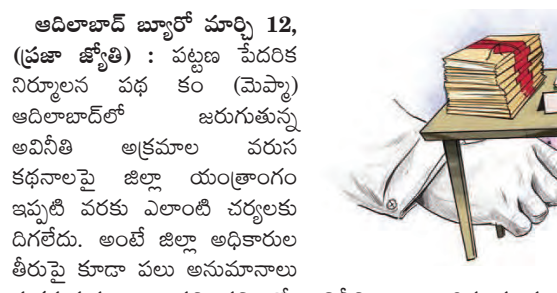 ఆదిలాబాద్ బ్యూరో మార్చి 12,
(ప్రజా జ్యోతి) : పట్టణ పేదరిక
నిర్మూలన పథ కం (మెప్మా)
ఆదిలాబాద్‌లో జరుగుతున్న
అవినీతి అక్రమాల వరుస
కథనాలపై జిల్లా యంత్రాంగం
ఇప్పటి వరకు ఎలాంటి చర్యలకు
దిగలేదు. అంటే జిల్లా అధికారుల
తీరుపై కూడా పలు అనుమానాలు